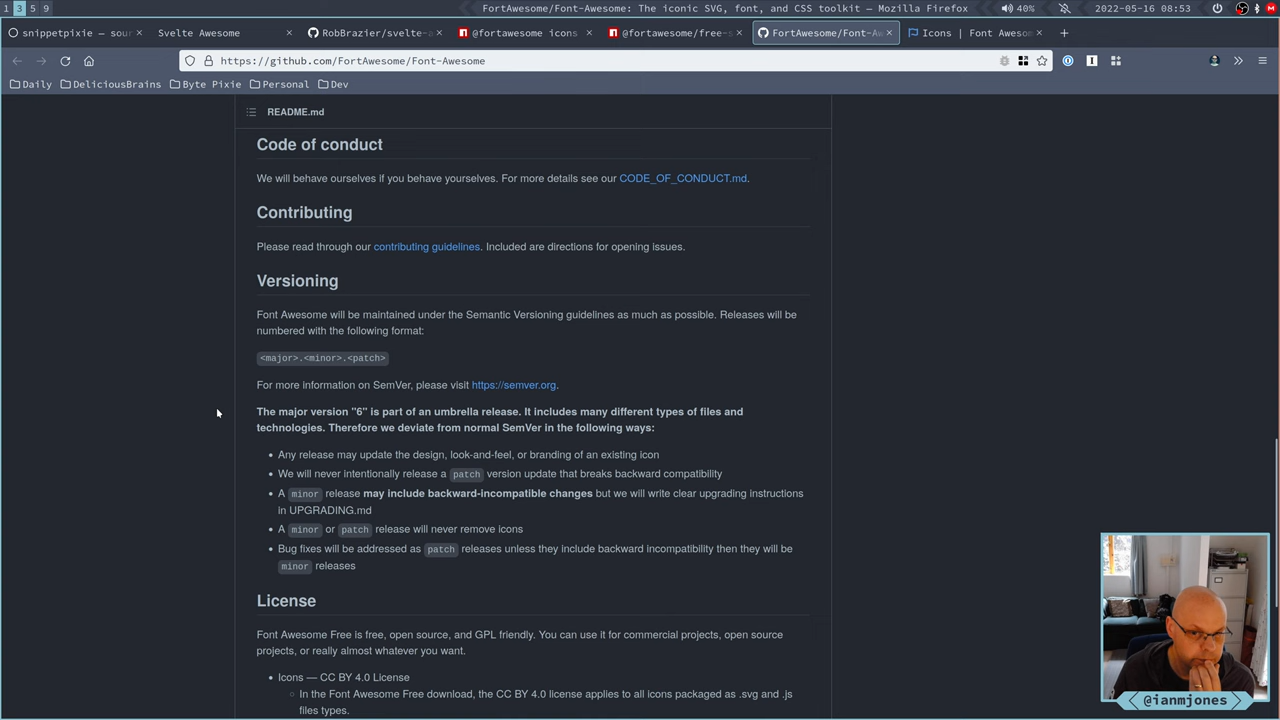 1 3 5 9
FortAwesome/Font-Awesome: The iconic SVG, font, and CSS toolkit — Mozilla Firefox
40%
2022-05-16 08:53
snippetpixie — sour
Svelte Awesome
RobBrazier/svelte-a
@fortawesome icons
@fortawesome/free-s
FortAwesome/Font-Aw
Icons | Font Awesom
https://github.com/FortAwesome/Font-Awesome
Daily
DeliciousBrains
Byte Pixie
Personal
Dev
README.md
Code of conduct
We will behave ourselves if you behave yourselves. For more details see our CODE_OF_CONDUCT.md.
Contributing
Please read through our contributing guidelines. Included are directions for opening issues.
Versioning
Font Awesome will be maintained under the Semantic Versioning guidelines as much as possible. Releases will be
numbered with the following format:
<major>.<minor>.<patch>
For more information on SemVer, please visit https://semver.org.
The major version "6" is part of an umbrella release. It includes many different types of files and
technologies. Therefore we deviate from normal SemVer in the following ways:
• Any release may update the design, look-and-feel, or branding of an existing icon
• We will never intentionally release a patch version update that breaks backward compatibility
• A minor release may include backward-incompatible changes but we will write clear upgrading instructions
in UPGRADING.md
• A minor or patch release will never remove icons
• Bug fixes will be addressed as patch releases unless they include backward incompatibility then they will be
minor releases
License
Font Awesome Free is free, open source, and GPL friendly. You can use it for commercial projects, open source
projects, or really almost whatever you want.
• Icons — CC BY 4.0 License
In the Font Awesome Free download, the CC BY 4.0 license applies to all icons packaged as .svg and .js
files types.
@ianmjones